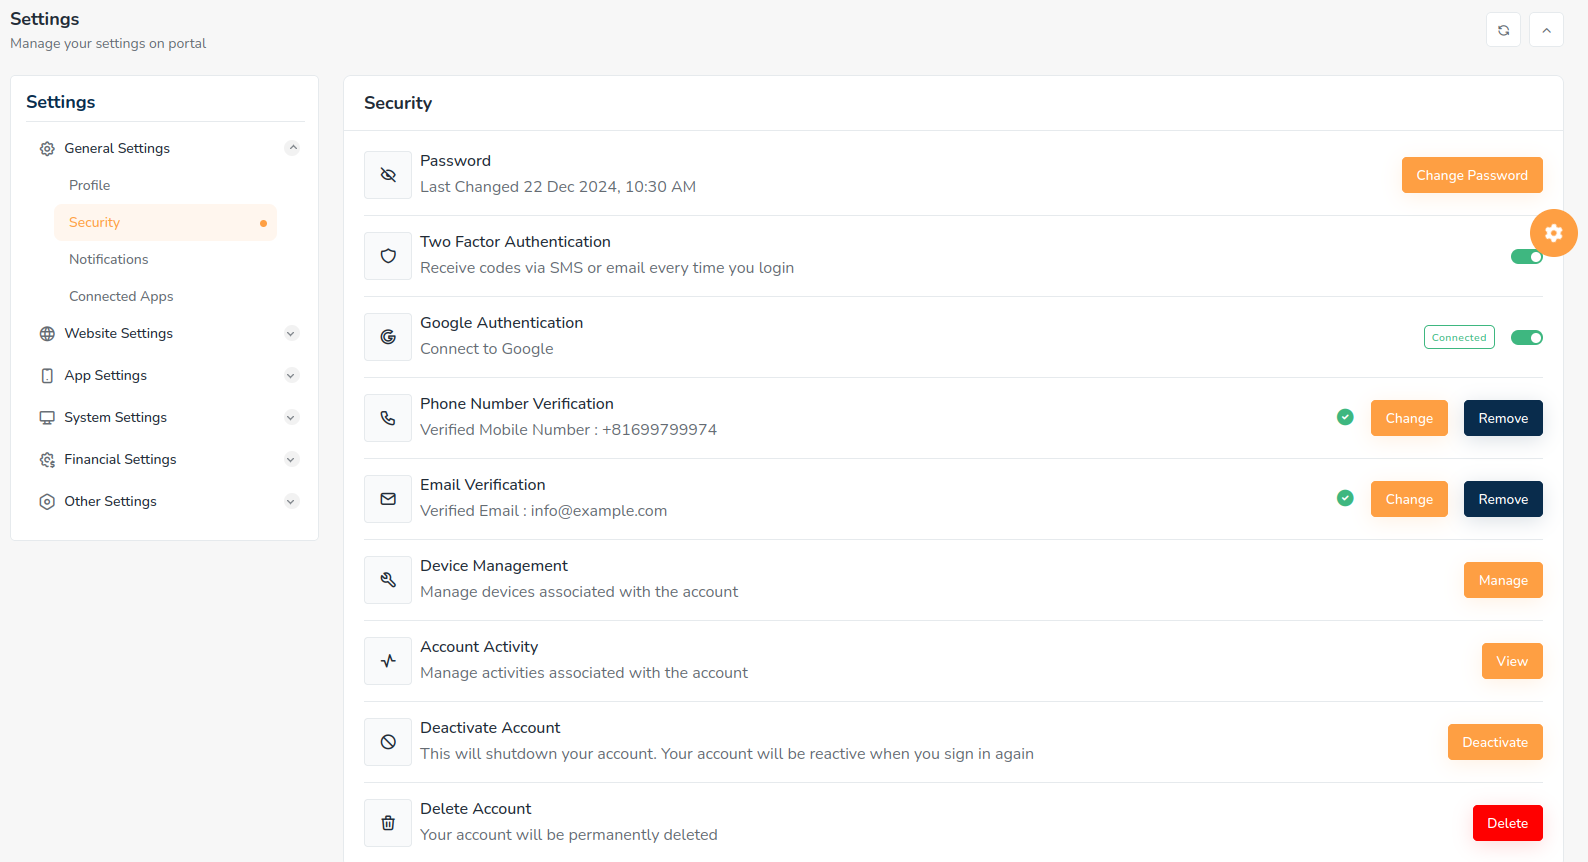 Settings
Manage your settings on portal
Settings
General Settings
Profile
Security
Notifications
Connected Apps
Website Settings
App Settings
System Settings
Financial Settings
Other Settings
Security
Password
Last Changed 22 Dec 2024, 10:30 AM
Change Password
Two Factor Authentication
Receive codes via SMS or email every time you login
Google Authentication
Connect to Google
Connected
Phone Number Verification
Verified Mobile Number : +81699799974
Change
Remove
Email Verification
Verified Email : info@example.com
Change
Remove
Device Management
Manage devices associated with the account
Manage
Account Activity
Manage activities associated with the account
View
Deactivate Account
This will shutdown your account. Your account will be reactive when you sign in again
Deactivate
Delete Account
Your account will be permanently deleted
Delete